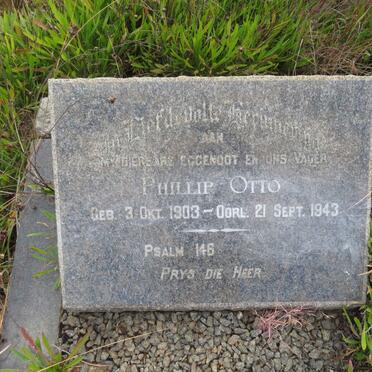 In Liefdevolle Herinnering
AAN
MY DIERBARE EGGENOOT EN ONS VADER
PHILLIP OTTO
GEB. 3 OKT. 1903 – OORL. 21 SEPT. 1943
PSALM 146
PRYS DIE HEER